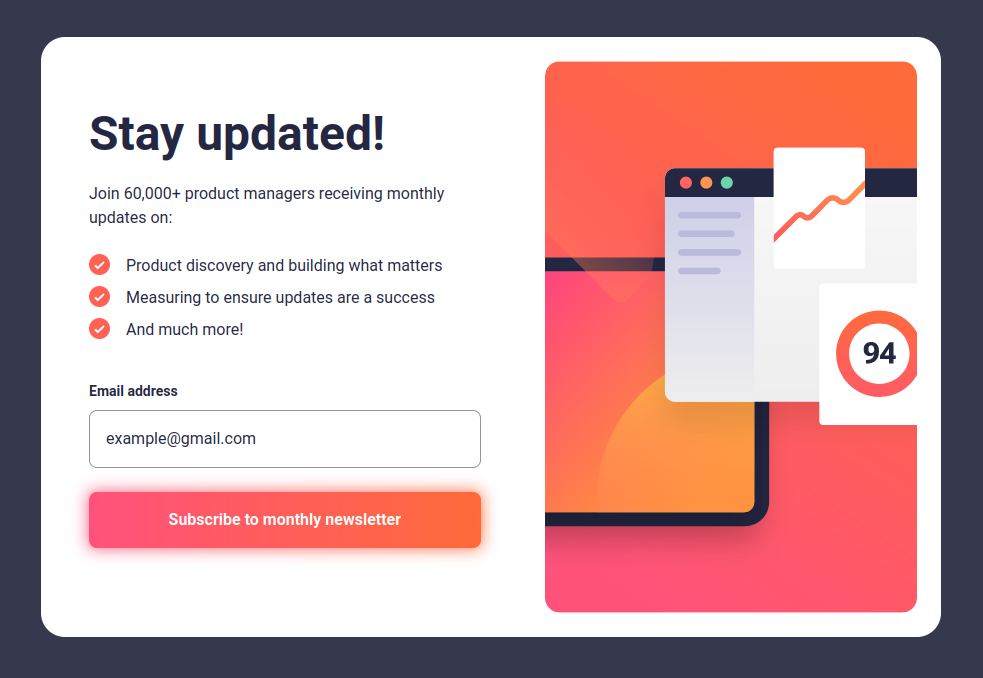 Stay updated!
Join 60,000+ product managers receiving monthly
updates on:
Product discovery and building what matters
Measuring to ensure updates are a success
And much more!
Email address
example@gmail.com
Subscribe to monthly newsletter
94